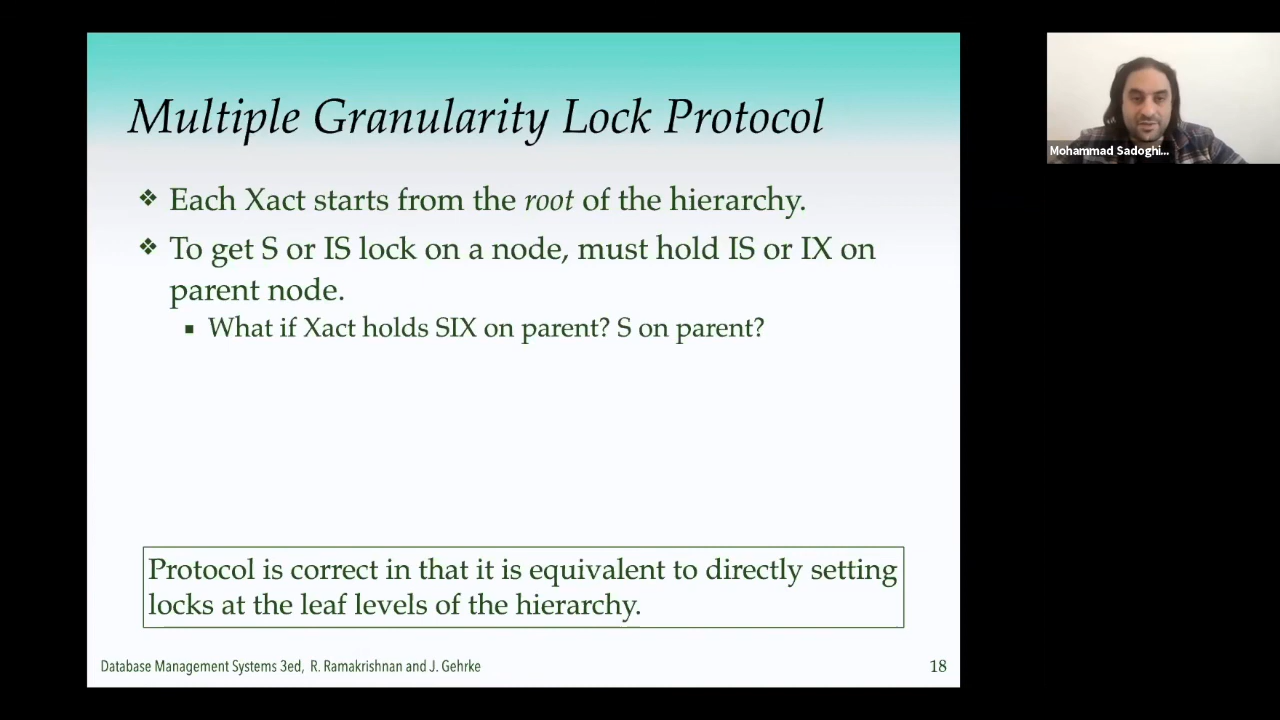 Multiple Granularity Lock Protocol
❖ Each Xact starts from the root of the hierarchy.
❖ To get S or IS lock on a node, must hold IS or IX on
parent node.
▪ What if Xact holds SIX on parent? S on parent?
Protocol is correct in that it is equivalent to directly setting
locks at the leaf levels of the hierarchy.
Database Management Systems 3ed, R. Ramakrishnan and J. Gehrke
18
Mohammad Sadoghi...